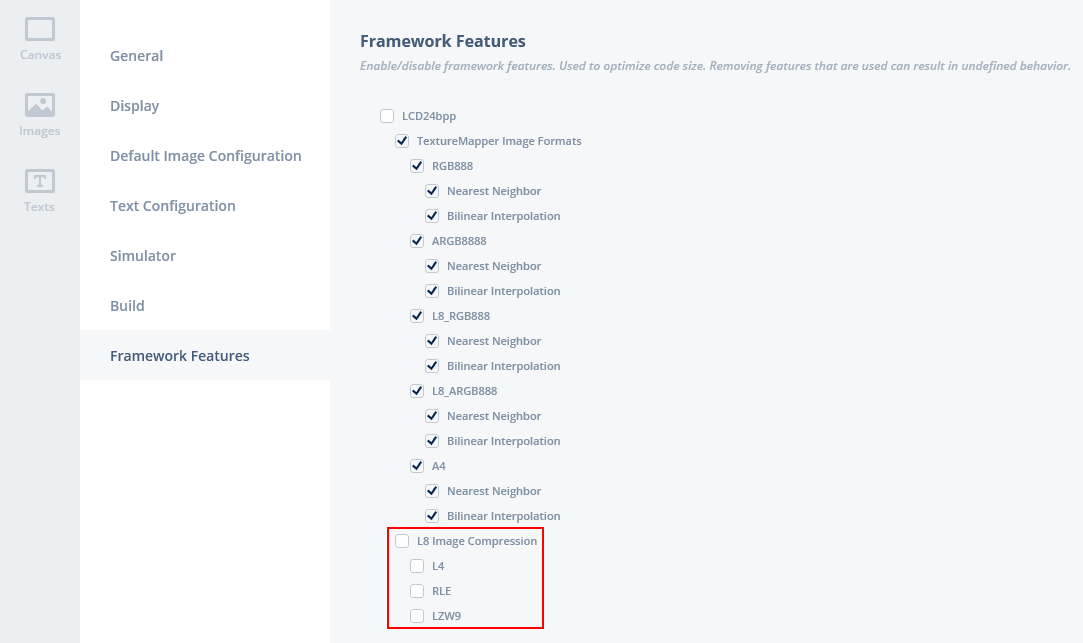 Canvas
Images
Texts
General
Display
Default Image Configuration
Text Configuration
Simulator
Build
Framework Features
Framework Features
Enable/disable framework features. Used to optimize code size. Removing features that are used can result in undefined behavior.
LCD24bpp
TextureMapper Image Formats
RGB888
Nearest Neighbor
Bilinear Interpolation
ARGB8888
Nearest Neighbor
Bilinear Interpolation
L8_RGB888
Nearest Neighbor
Bilinear Interpolation
L8_ARGB888
Nearest Neighbor
Bilinear Interpolation
A4
Nearest Neighbor
Bilinear Interpolation
L8 Image Compression
L4
RLE
LZW9